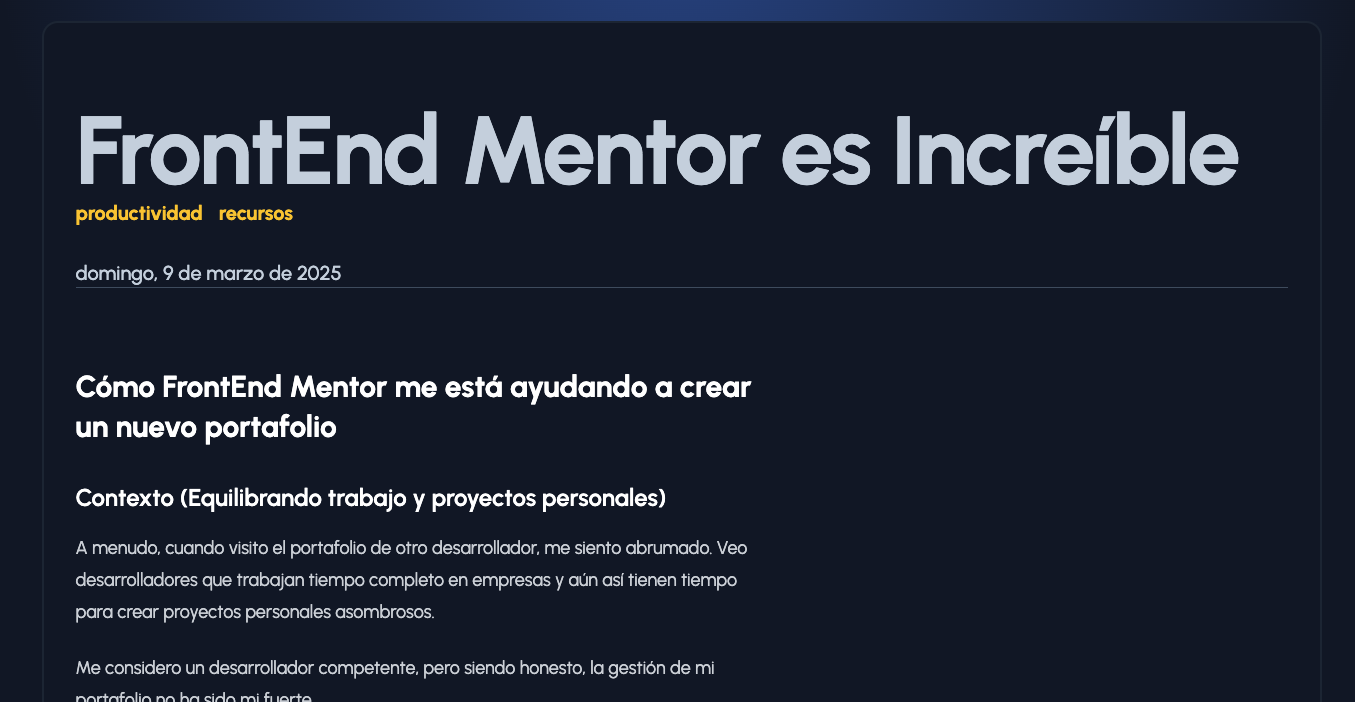 FrontEnd Mentor es Increíble
productividad recursos
domingo, 9 de marzo de 2025
Cómo FrontEnd Mentor me está ayudando a crear
un nuevo portafolio
Contexto (Equilibrando trabajo y proyectos personales)
A menudo, cuando visito el portafolio de otro desarrollador, me siento abrumado. Veo
desarrolladores que trabajan tiempo completo en empresas y aún así tienen tiempo
para crear proyectos personales asombrosos.
Me considero un desarrollador competente, pero siendo honesto, la gestión de mi
portafolio no ha sido mi fuerte.